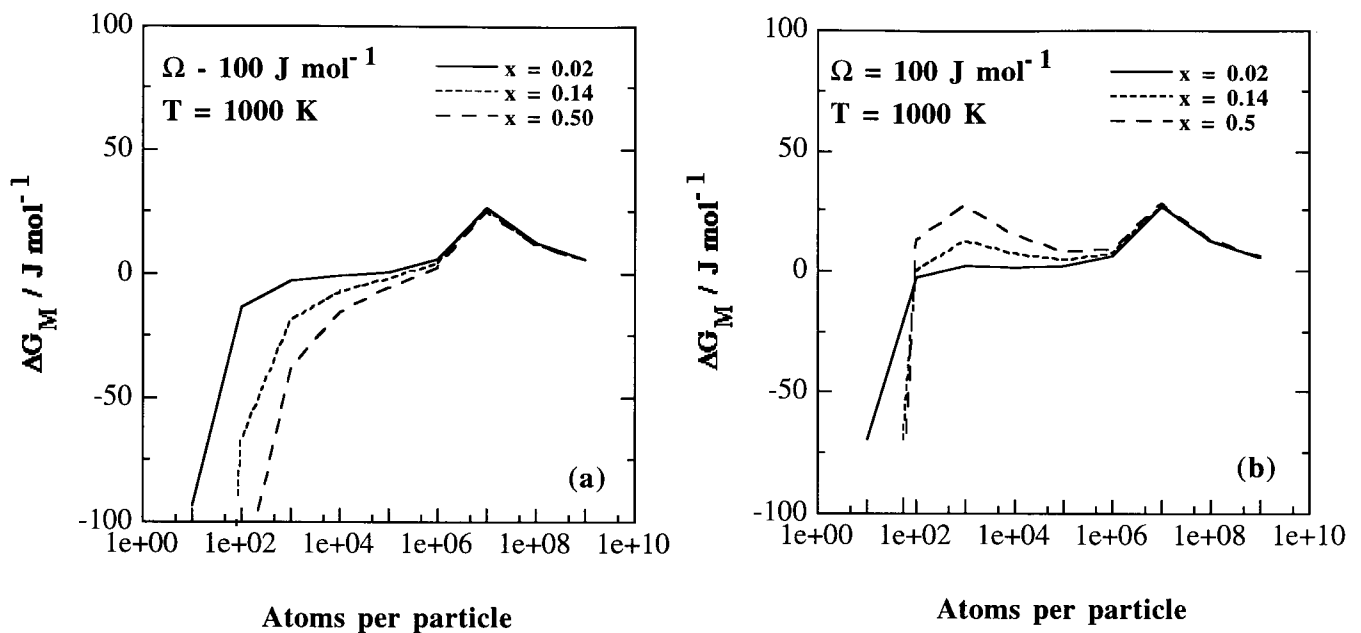 100
50
0
-50
-100
ΔG_M / J mol^-1
Ω - 100 J mol^-1
T = 1000 K
x = 0.02
x = 0.14
x = 0.50
(a)
1e+00 1e+02 1e+04 1e+06 1e+08 1e+10
Atoms per particle
100
50
0
-50
-100
ΔG_M / J mol^-1
Ω = 100 J mol^-1
T = 1000 K
x = 0.02
x = 0.14
x = 0.5
(b)
1e+00 1e+02 1e+04 1e+06 1e+08 1e+10
Atoms per particle